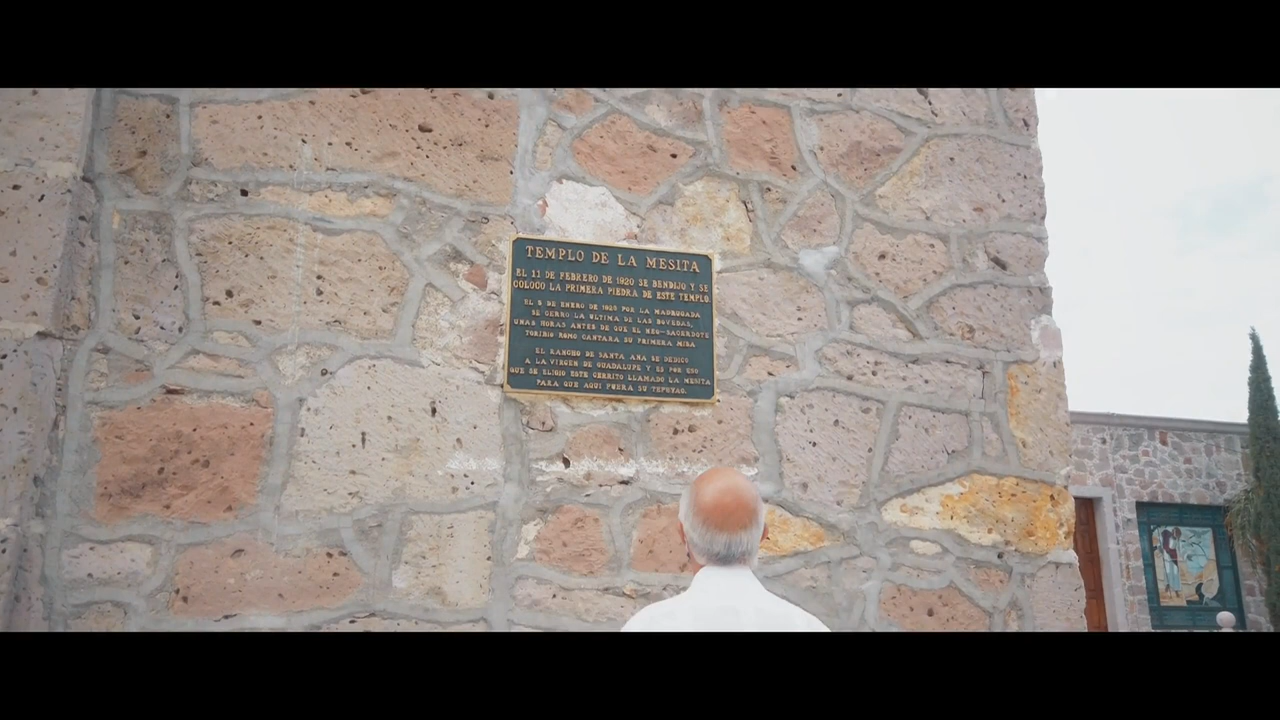 TEMPLO DE LA MESITA
EL 11 DE FEBRERO DE 1920 SE BENDIJO Y SE
COLOCO LA PRIMERA PIEDRA DE ESTE TEMPLO
EL 5 DE ENERO DE 1923 POR LA MADRUGADA
SE CERRO LA ULTIMA DE LAS BOVEDAS,
UNAS HORAS ANTES DE QUE EL NEO-SACERDOTE
TORIBIO ROMO CANTARA SU PRIMERA MISA
EL RANCHO DE SANTA ANA SE DEDICO
A LA VIRGEN DE GUADALUPE Y ES POR ESO
QUE SE ELIGIO ESTE CERRITO LLAMADO LA MESITA
PARA QUE AQUI FUERA SU TEPEYAC.